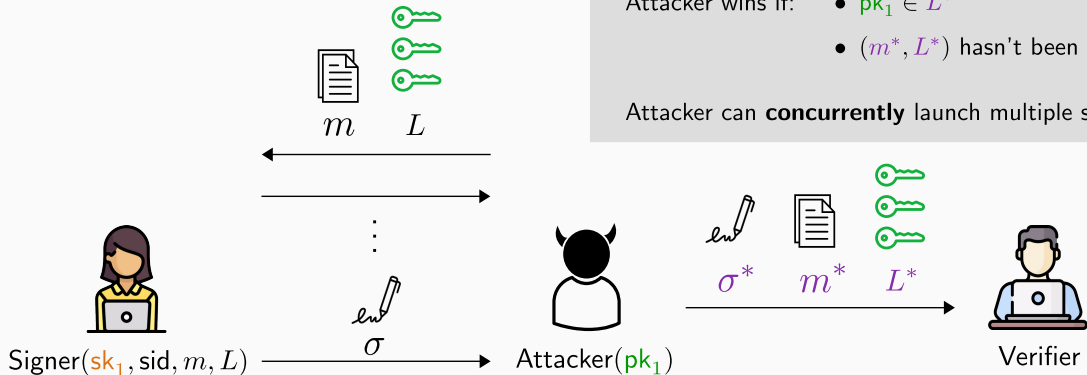 Attacker wins if: • pk₁ ∈ L*
• (m*, L*) hasn't been
Attacker can concurrently launch multiple
m L
σ* m* L*
σ
Signer(sk₁, sid, m, L) Attacker(pk₁) Verifier